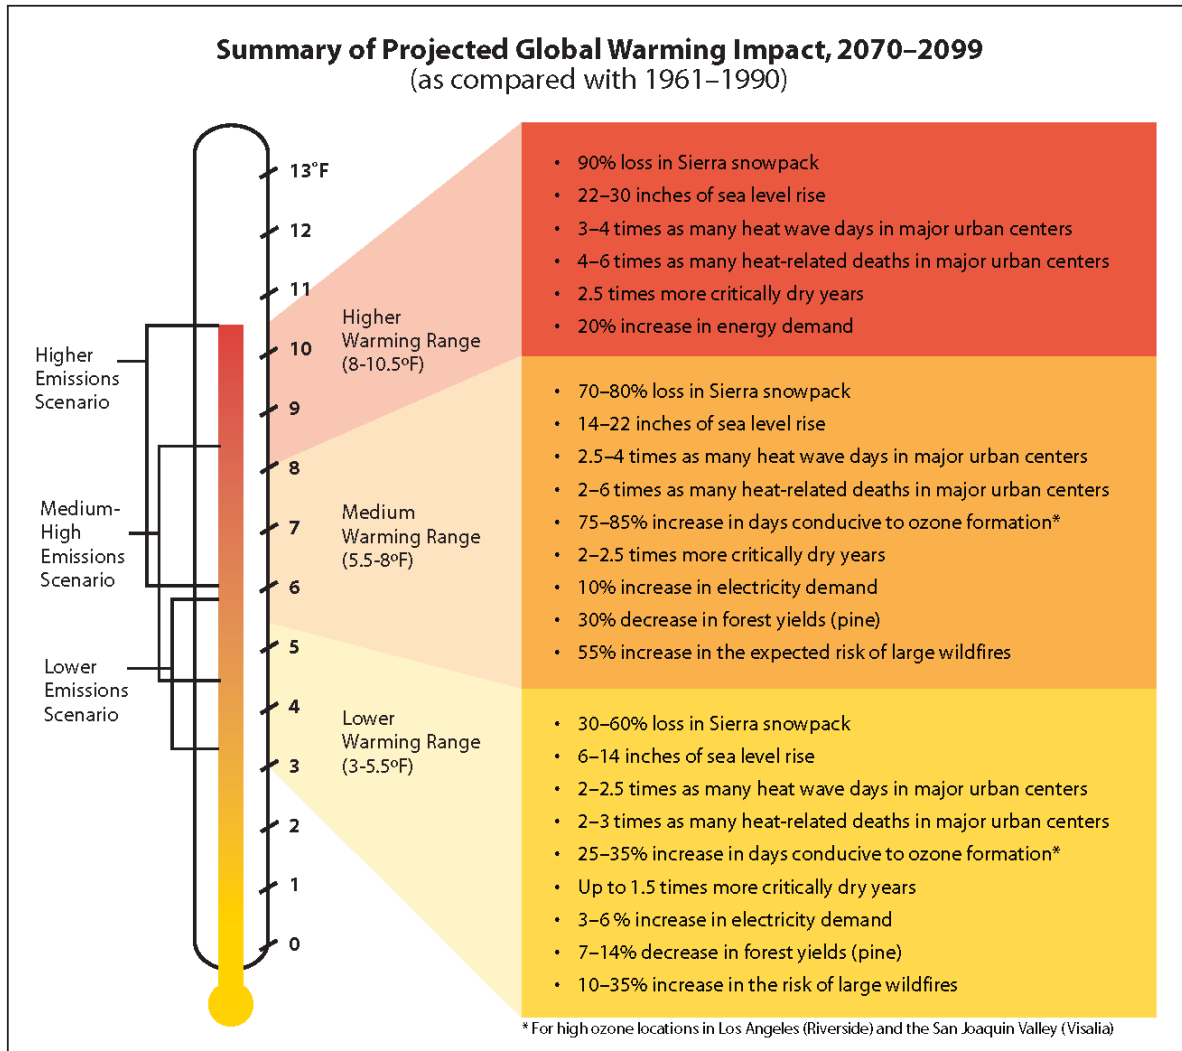 Summary of Projected Global Warming Impact, 2070–2099
(as compared with 1961–1990)
13˚F
12
11
10
9
8
7
6
5
4
3
2
1
0
Higher
Emissions
Scenario
Medium-
High
Emissions
Scenario
Lower
Emissions
Scenario
Higher
Warming Range
(8-10.5ºF)
Medium
Warming Range
(5.5-8ºF)
Lower
Warming Range
(3-5.5ºF)
• 90% loss in Sierra snowpack
• 22–30 inches of sea level rise
• 3–4 times as many heat wave days in major urban centers
• 4–6 times as many heat-related deaths in major urban centers
• 2.5 times more critically dry years
• 20% increase in energy demand
• 70–80% loss in Sierra snowpack
• 14–22 inches of sea level rise
• 2.5–4 times as many heat wave days in major urban centers
• 2–6 times as many heat-related deaths in major urban centers
• 75–85% increase in days conducive to ozone formation*
• 2–2.5 times more critically dry years
• 10% increase in electricity demand
• 30% decrease in forest yields (pine)
• 55% increase in the expected risk of large wildfires
• 30–60% loss in Sierra snowpack
• 6–14 inches of sea level rise
• 2–2.5 times as many heat wave days in major urban centers
• 2–3 times as many heat-related deaths in major urban centers
• 25–35% increase in days conducive to ozone formation*
• Up to 1.5 times more critically dry years
• 3–6 % increase in electricity demand
• 7–14% decrease in forest yields (pine)
• 10–35% increase in the risk of large wildfires
* For high ozone locations in Los Angeles (Riverside) and the San Joaquin Valley (Visalia)